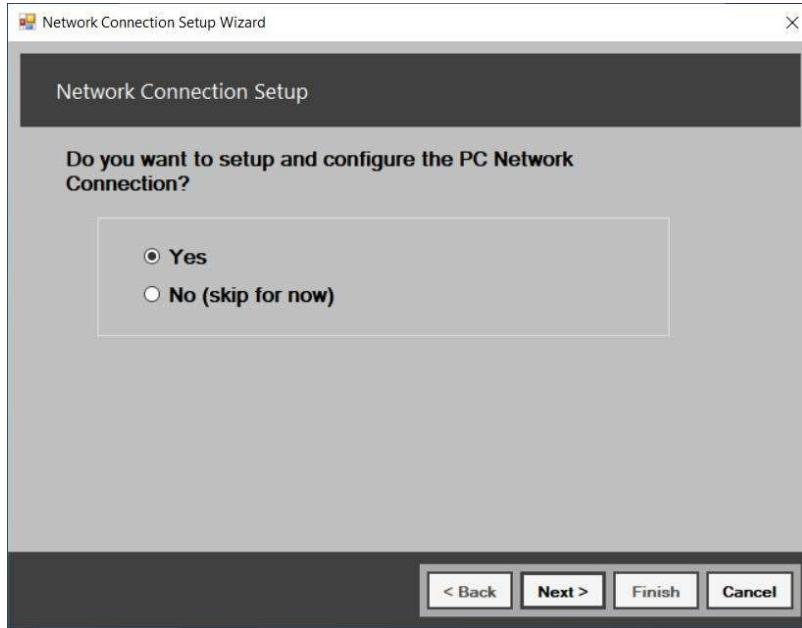 Network Connection Setup Wizard
Network Connection Setup
Do you want to setup and configure the PC Network
Connection?
Yes
No (skip for now)
< Back Next > Finish Cancel